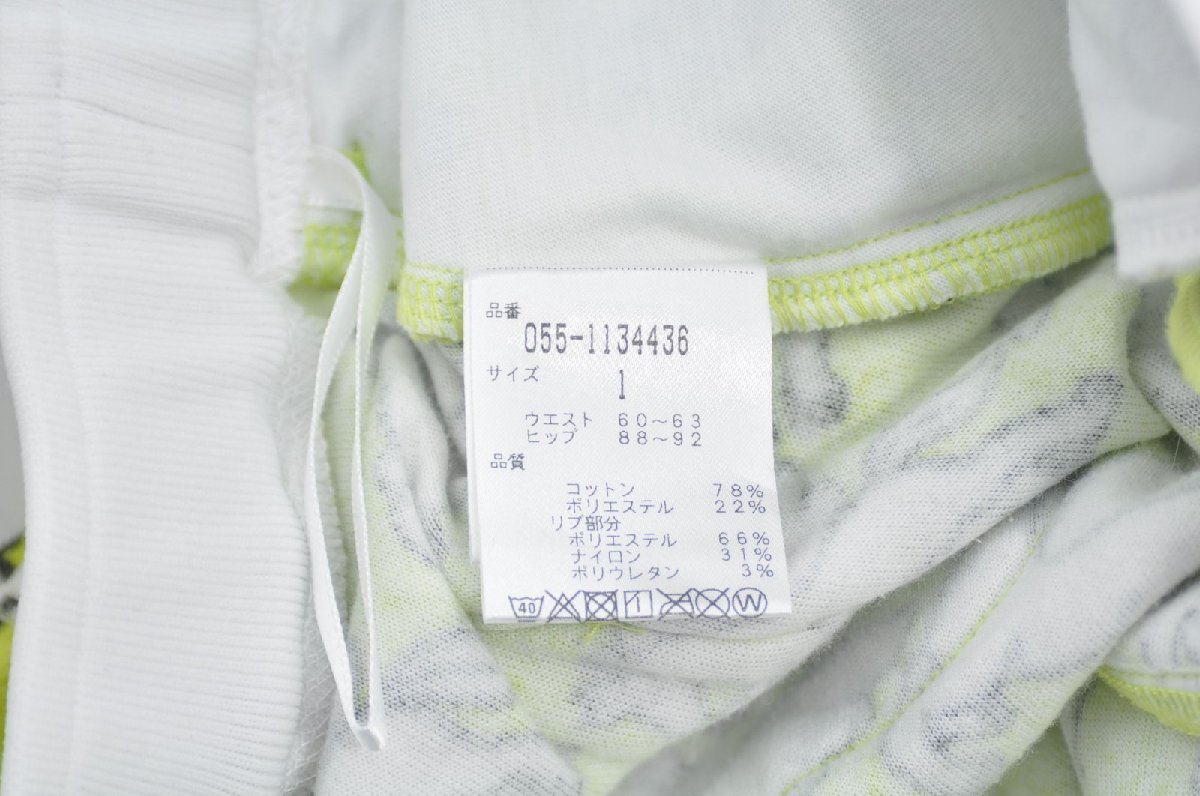 品番
055-1134436
サイズ 1
ウエスト 60～63
ヒップ 88～92
品質
コットン 78%
ポリエステル 22%
リブ部分
ポリエステル 66%
ナイロン 31%
ポリウレタン 3%
40 W